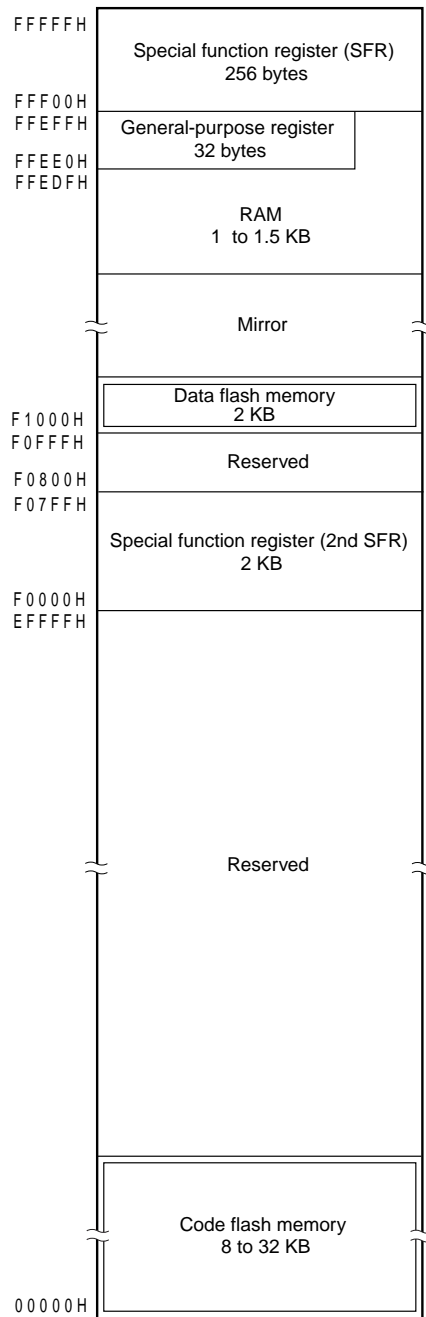 FFFFFH
Special function register (SFR)
256 bytes
FFF00H
FFEFFH
General-purpose register
32 bytes
FFEE0H
FFEDFH
RAM
1 to 1.5 KB
Mirror
Data flash memory
2 KB
F1000H
F0FFFH
Reserved
F0800H
F07FFH
Special function register (2nd SFR)
2 KB
F0000H
EFFFFH
Reserved
Code flash memory
8 to 32 KB
00000H